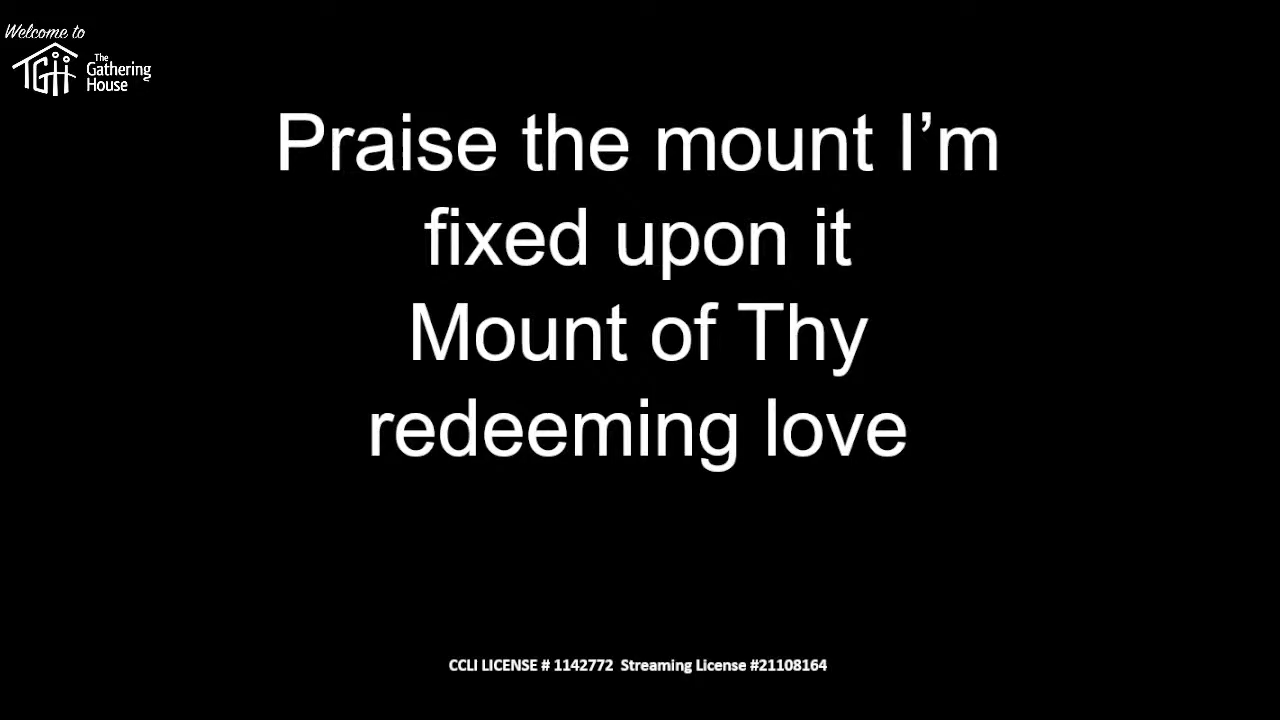 Welcome to
TGH
The
Gathering
House
Praise the mount I’m
fixed upon it
Mount of Thy
redeeming love
CCLI LICENSE # 1142772 Streaming License #21108164